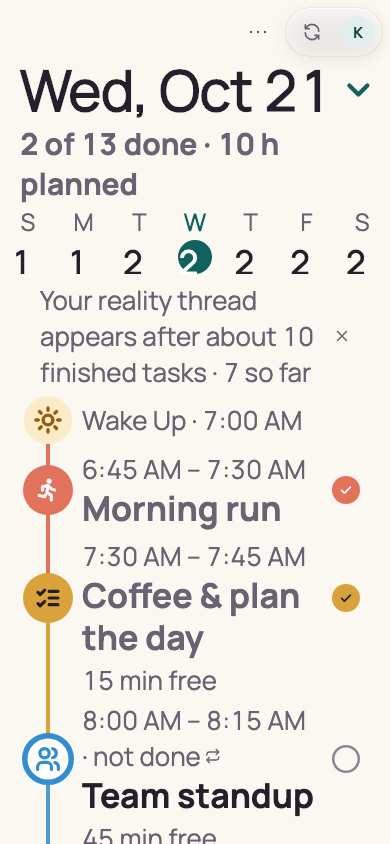 ...
K
Wed, Oct 21
2 of 13 done · 10 h
planned
S M T W T F S
1 1 2 2 2 2 2
Your reality thread
appears after about 10 ×
finished tasks · 7 so far
Wake Up · 7:00 AM
6:45 AM – 7:30 AM
Morning run
7:30 AM – 7:45 AM
Coffee & plan
the day
15 min free
8:00 AM – 8:15 AM
· not done
Team standup
45 min free